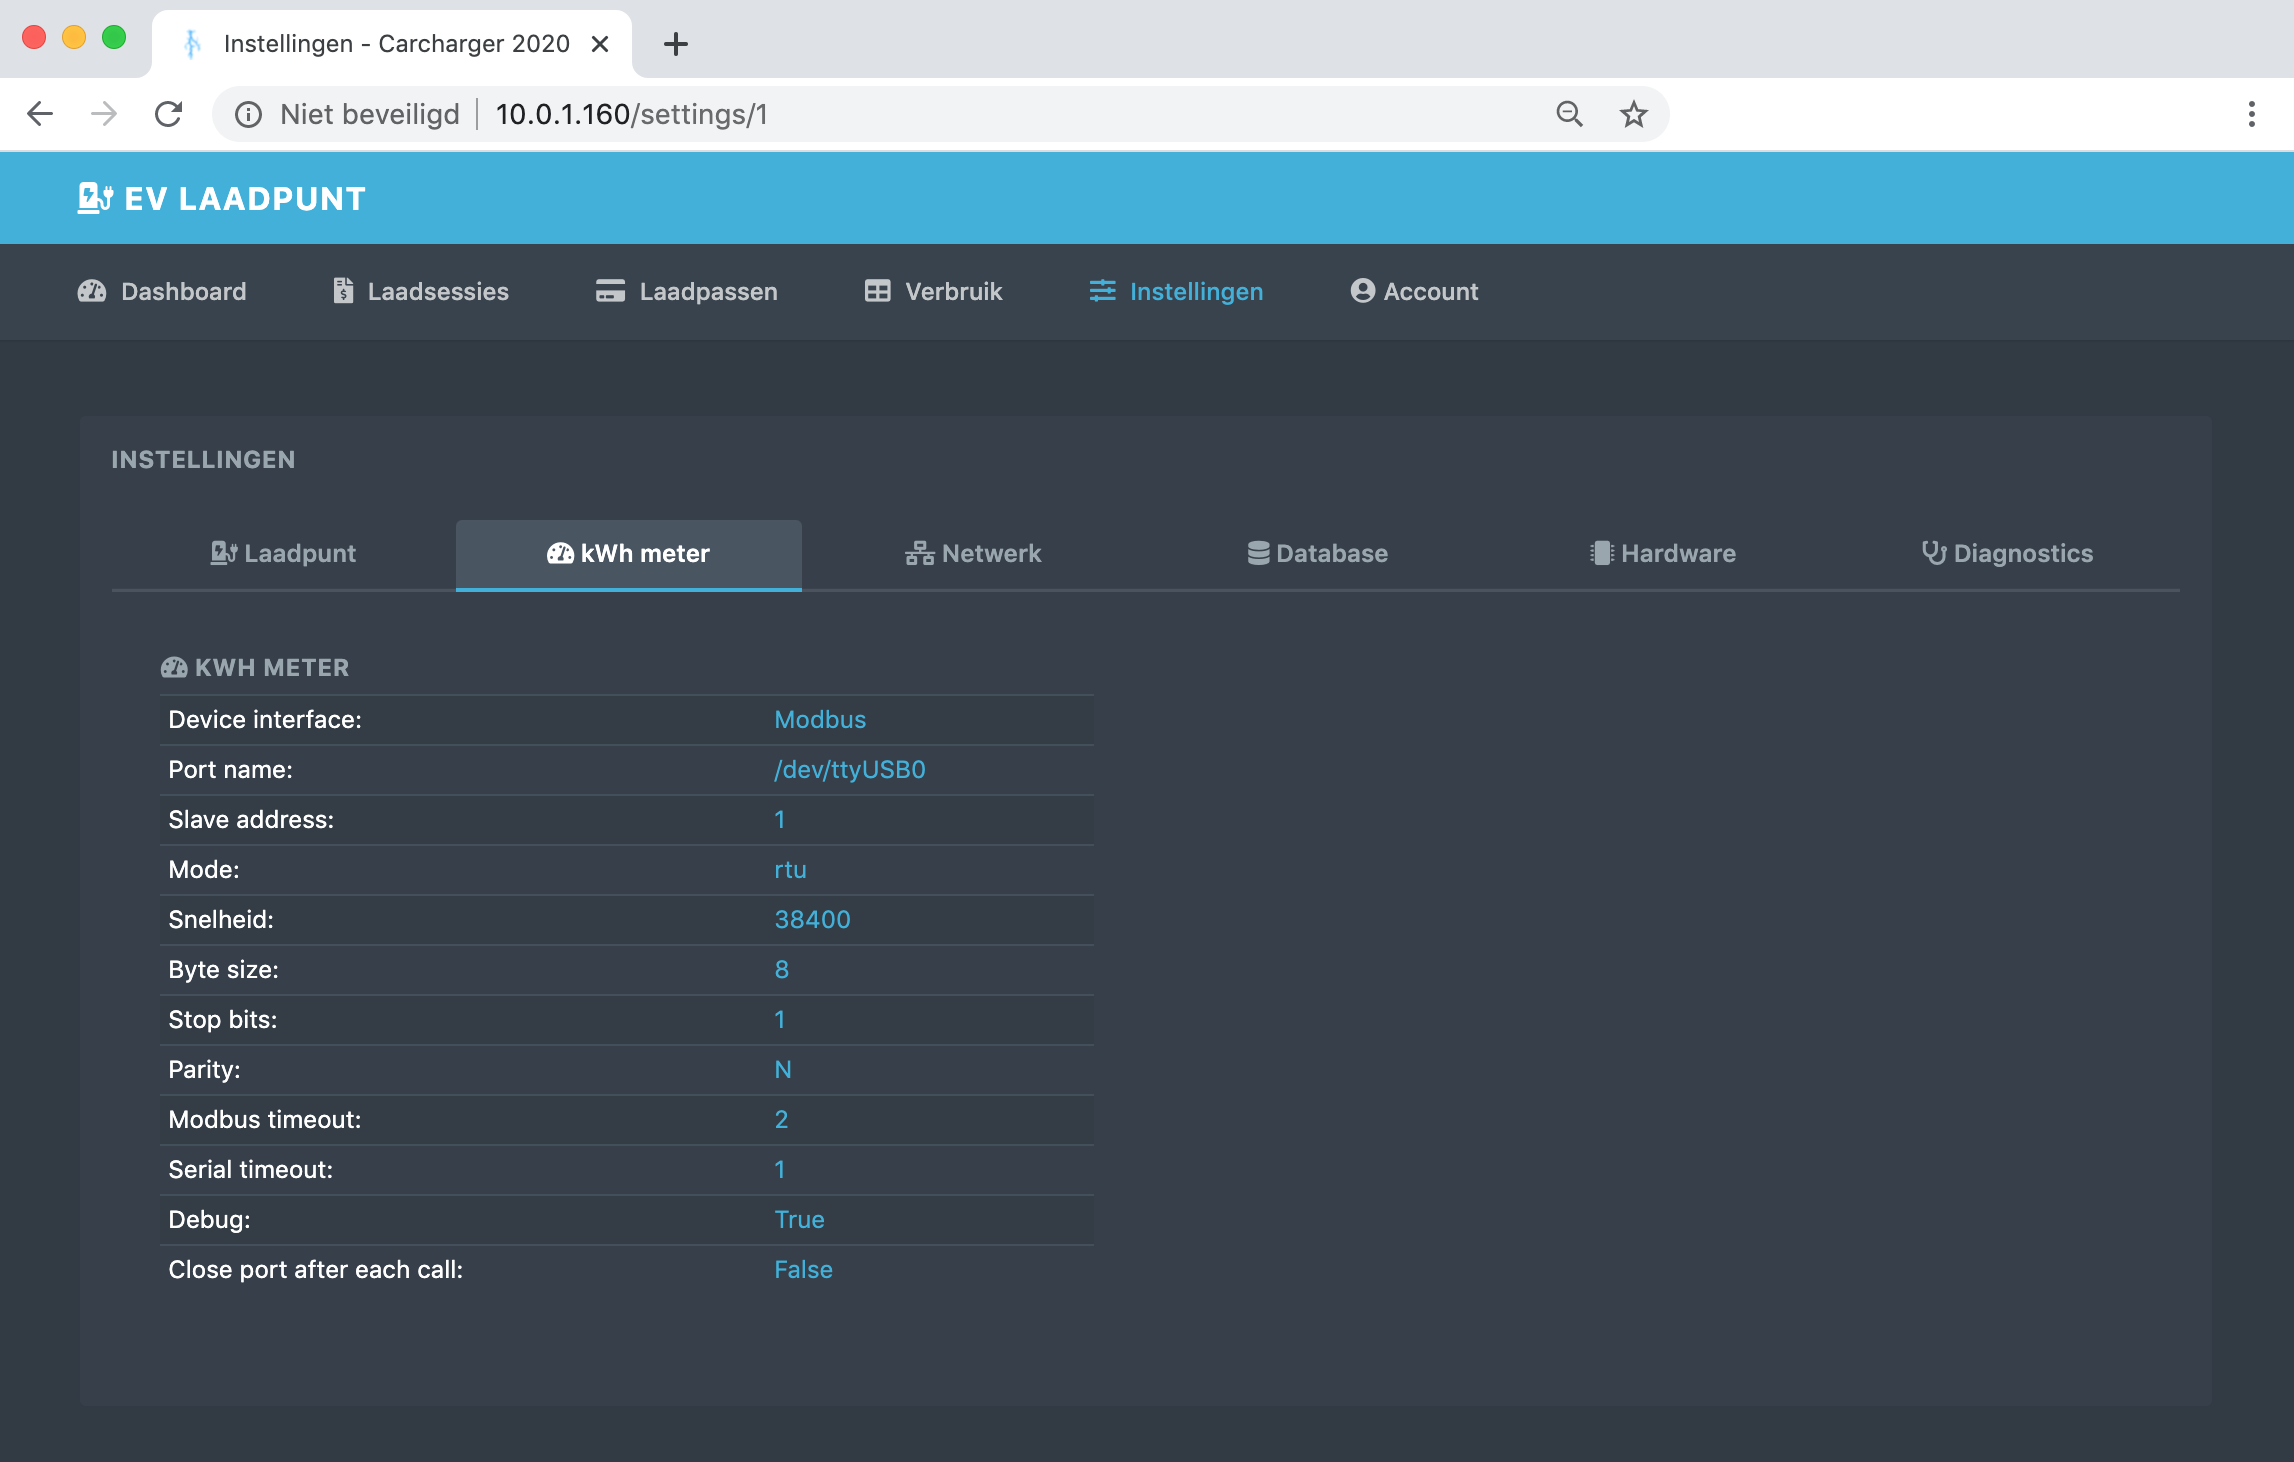 Instellingen - Carcharger 2020
Niet beveiligd | 10.0.1.160/settings/1
EV LAADPUNT
Dashboard Laadsessies Laadpassen Verbruik Instellingen Account
INSTELLINGEN
Laadpunt kWh meter Netwerk Database Hardware Diagnostics
KWH METER
Device interface: Modbus
Port name: /dev/ttyUSB0
Slave address: 1
Mode: rtu
Snelheid: 38400
Byte size: 8
Stop bits: 1
Parity: N
Modbus timeout: 2
Serial timeout: 1
Debug: True
Close port after each call: False